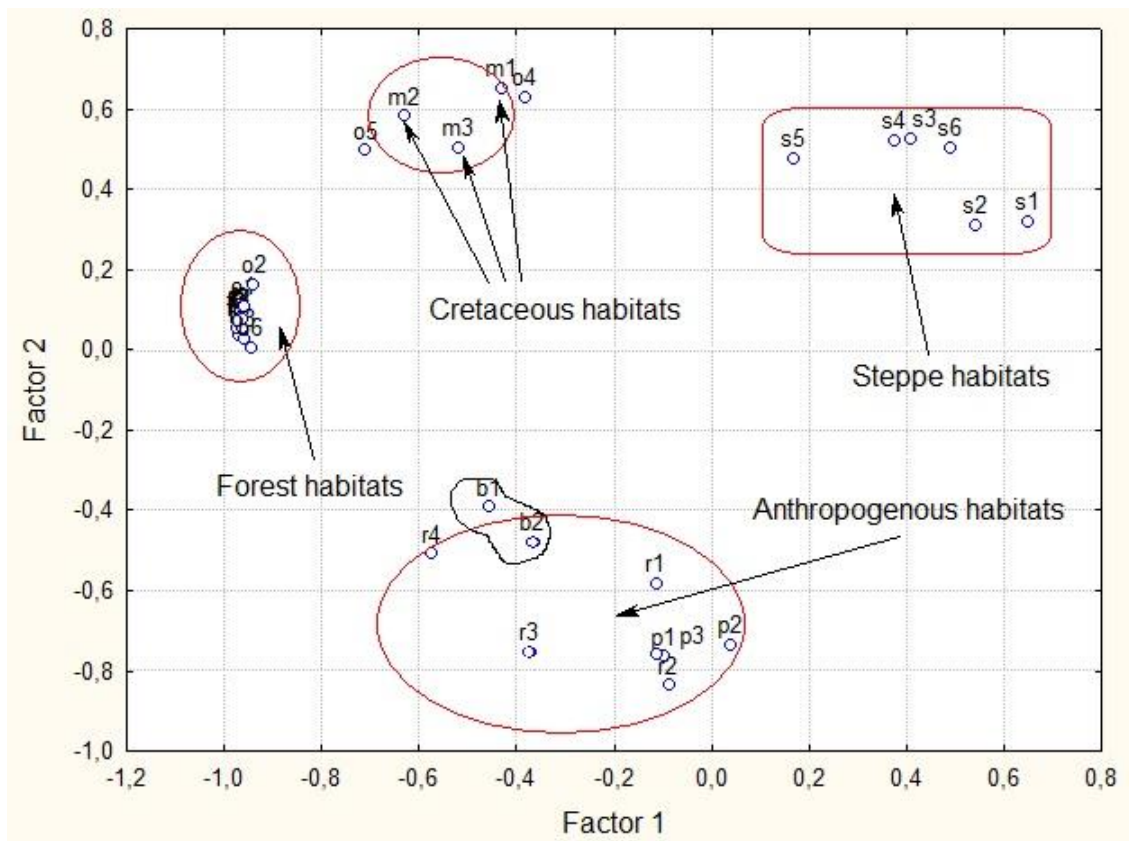 0,8
0,6
0,4
0,2
0,0
-0,2
-0,4
-0,6
-0,8
-1,0
Factor 2
m1
o4
m2
m3
o5
s4
s3
s6
s5
s2
s1
o2
Cretaceous habitats
Steppe habitats
Forest habitats
Anthropogenous habitats
b1
b2
r4
r1
r3
p1
p3
p2
r2
-1,2
-1,0
-0,8
-0,6
-0,4
-0,2
0,0
0,2
0,4
0,6
0,8
Factor 1